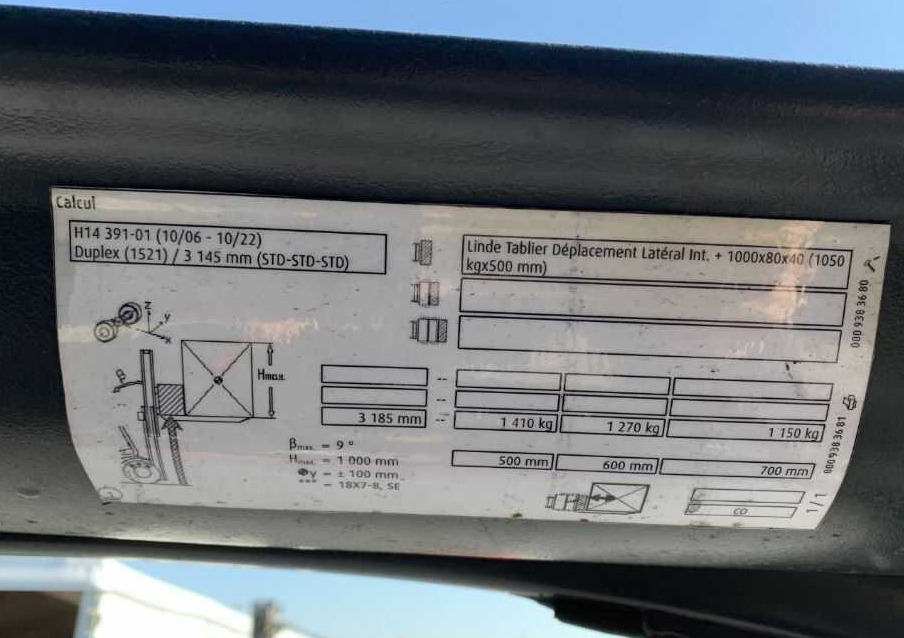 Calcul
H14 391-01 (10/06 - 10/22)
Duplex (1521) / 3 145 mm (STD-STD-STD)
Linde Tablier Déplacement Latéral Int. + 1000x80x40 (1050
kgx500 mm)
000 938 36 80
Z
y
x
B
Hmax.
--
--
3 185 mm -- 1 410 kg 1 270 kg 1 150 kg
500 mm 600 mm 700 mm
βmax. = 9 °
Hmax. = 1 000 mm
y = ± 100 mm
*** = 18X7-8, SE
000 938 36 81
CO
1/1